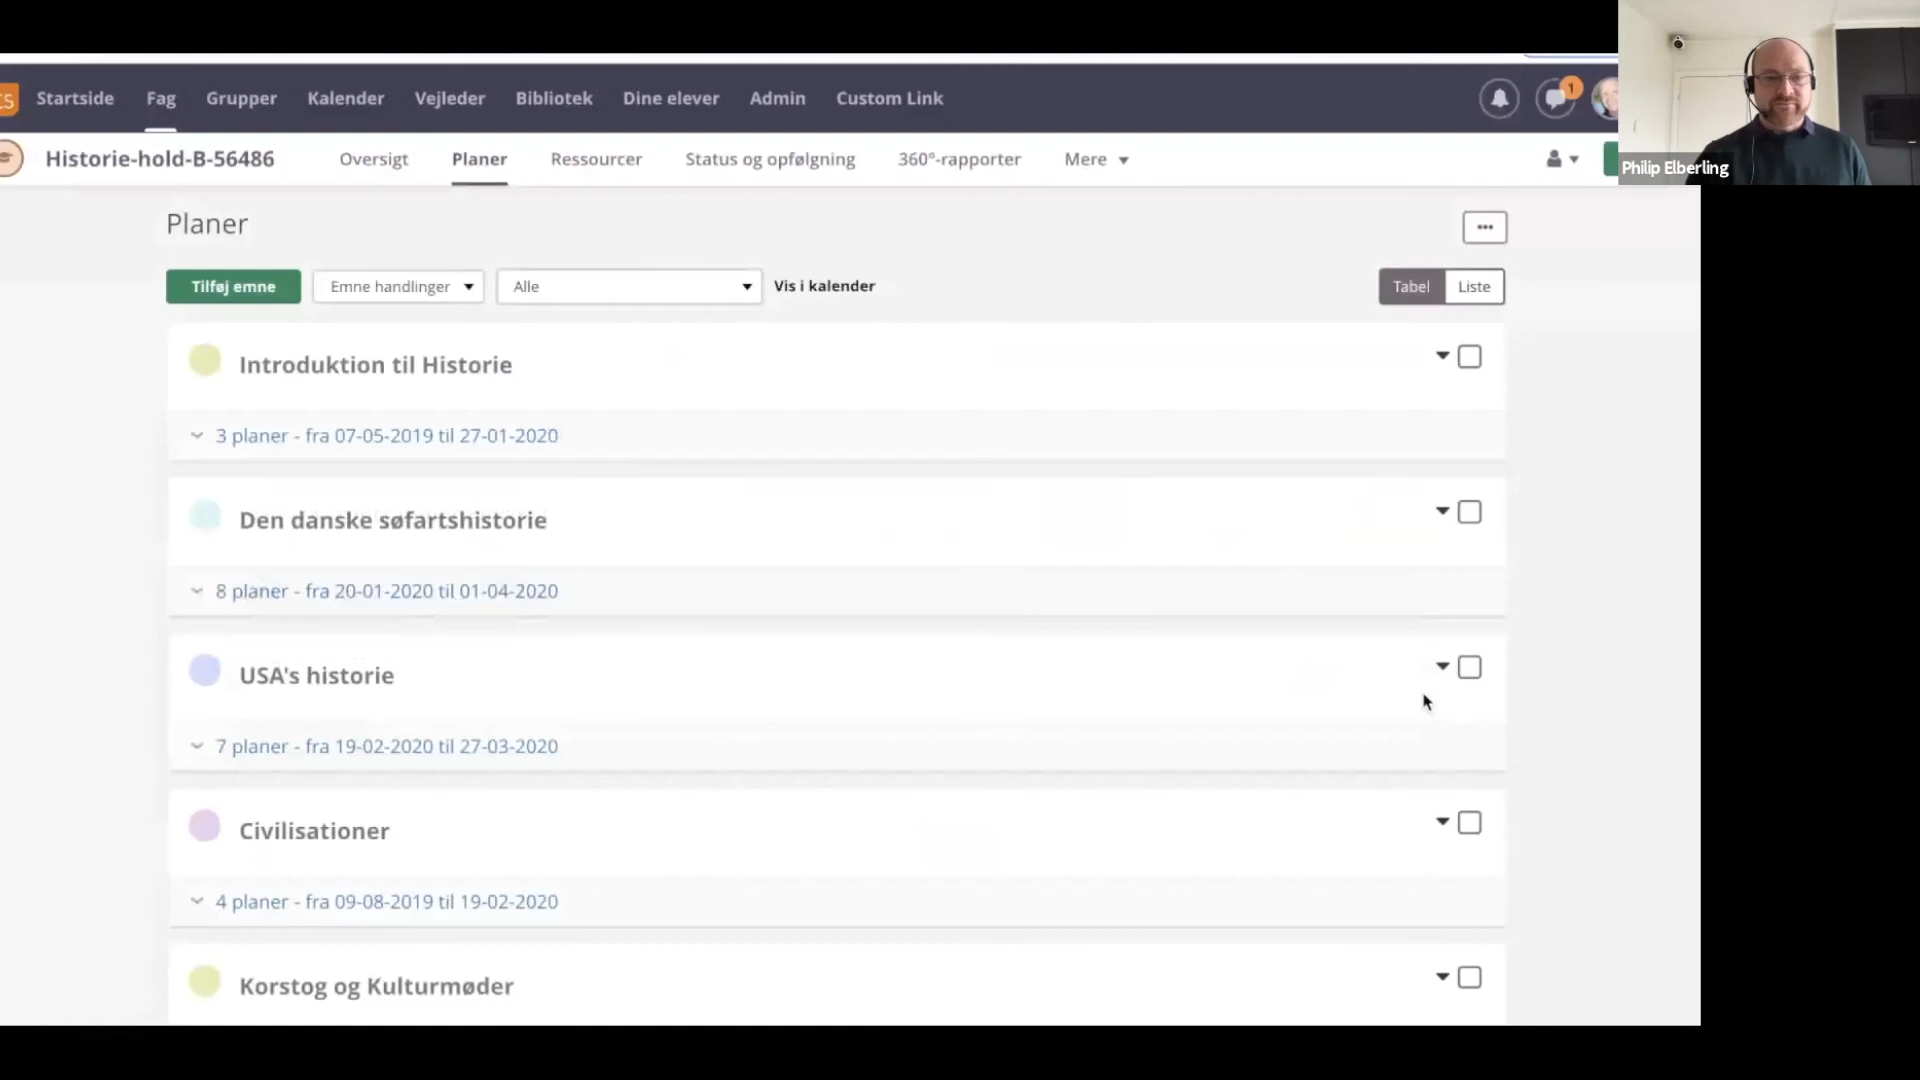 Startside Fag Grupper Kalender Vejleder Bibliotek Dine elever Admin Custom Link 1
Philip Elberling
Historie-hold-B-56486 Oversigt Planer Ressourcer Status og opfølgning 360°-rapporter Mere
Planer
Tilføj emne Emne handlinger Alle Vis i kalender Tabel Liste
Introduktion til Historie
3 planer - fra 07-05-2019 til 27-01-2020
Den danske søfartshistorie
8 planer - fra 20-01-2020 til 01-04-2020
USA's historie
7 planer - fra 19-02-2020 til 27-03-2020
Civilisationer
4 planer - fra 09-08-2019 til 19-02-2020
Korstog og Kulturmøder